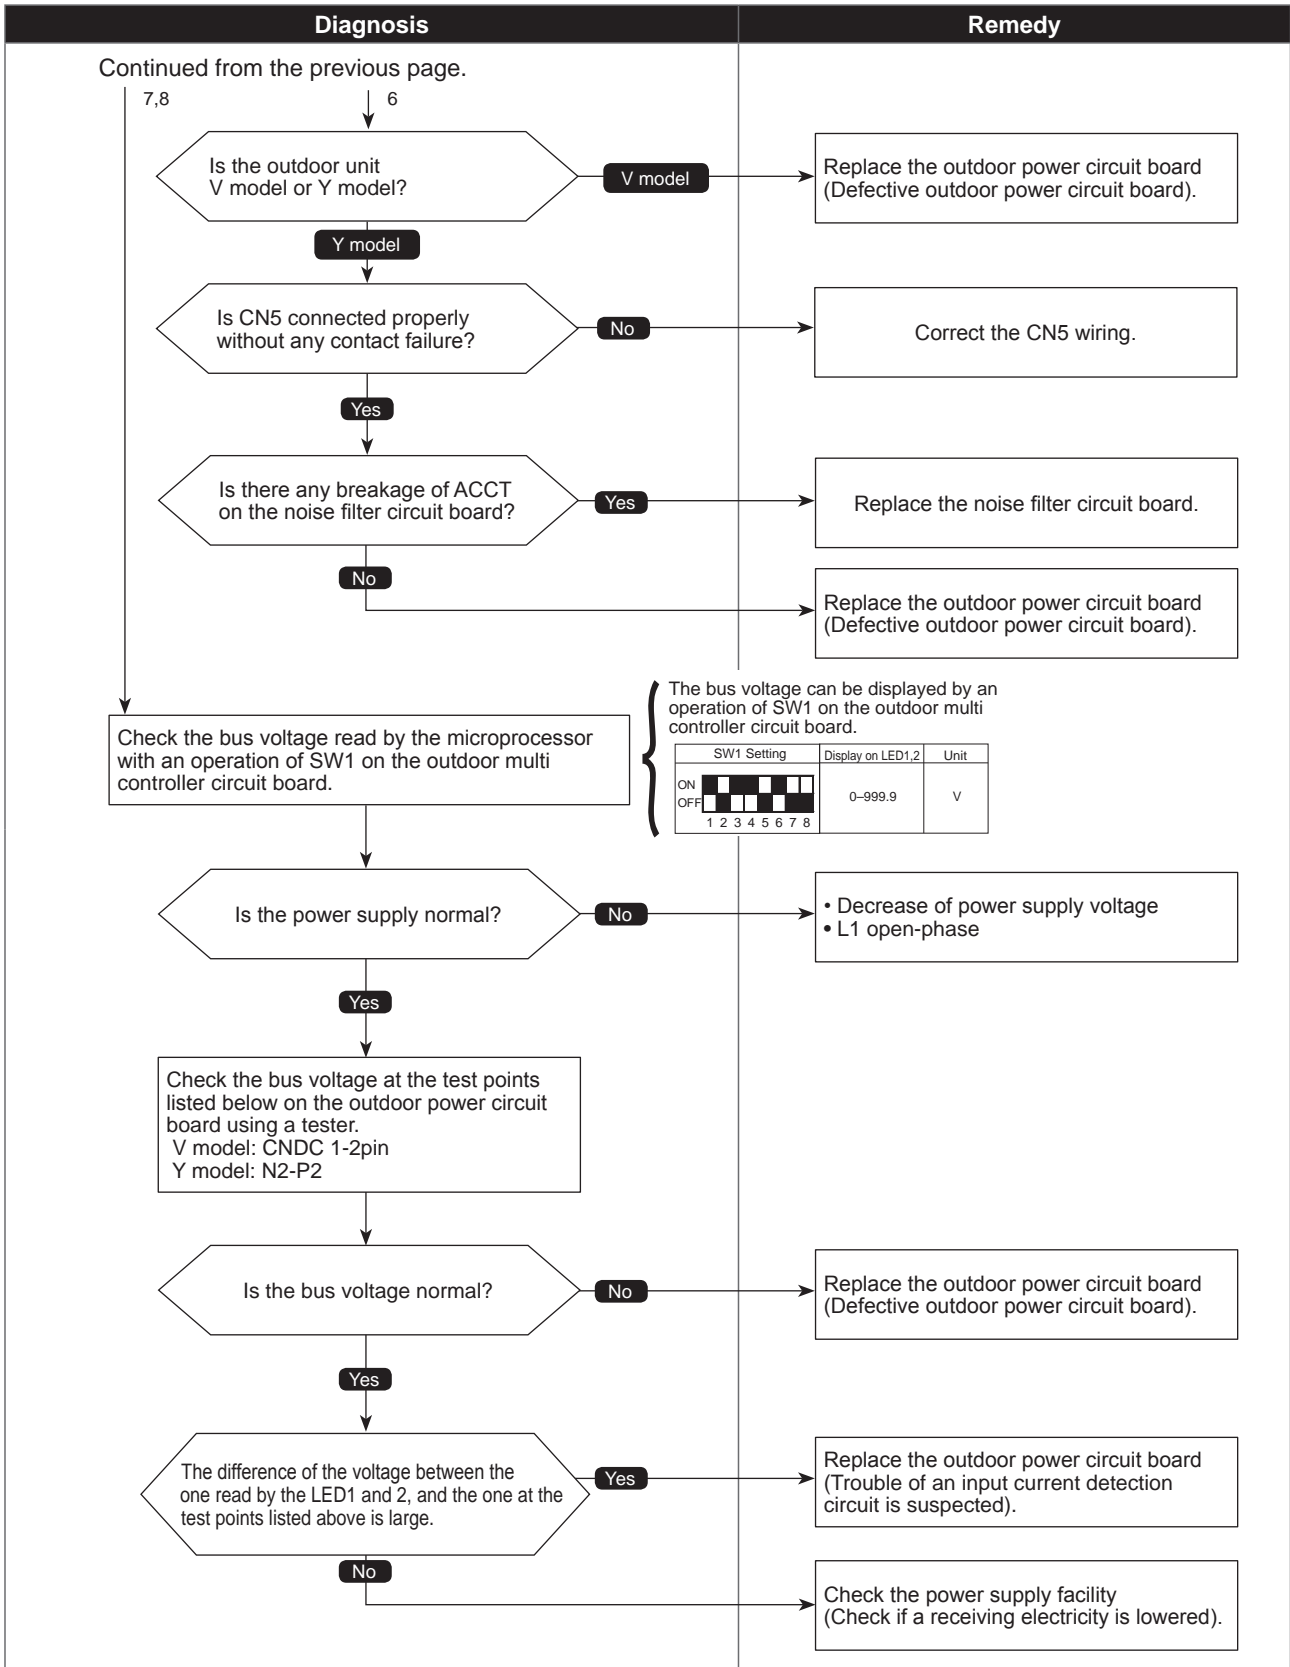 Diagnosis
Remedy
Continued from the previous page.
7,8
6
Is the outdoor unit
V model or Y model?
V model
Replace the outdoor power circuit board
(Defective outdoor power circuit board).
Y model
Is CN5 connected properly
without any contact failure?
No
Correct the CN5 wiring.
Yes
Is there any breakage of ACCT
on the noise filter circuit board?
Yes
Replace the noise filter circuit board.
No
Replace the outdoor power circuit board
(Defective outdoor power circuit board).
Check the bus voltage read by the microprocessor
with an operation of SW1 on the outdoor multi
controller circuit board.
The bus voltage can be displayed by an
operation of SW1 on the outdoor multi
controller circuit board.
SW1 Setting
Display on LED1,2
Unit
ON
OFF
1 2 3 4 5 6 7 8
0–999.9
V
Is the power supply normal?
No
• Decrease of power supply voltage
• L1 open-phase
Yes
Check the bus voltage at the test points
listed below on the outdoor power circuit
board using a tester.
V model: CNDC 1-2pin
Y model: N2-P2
Is the bus voltage normal?
No
Replace the outdoor power circuit board
(Defective outdoor power circuit board).
Yes
The difference of the voltage between the
one read by the LED1 and 2, and the one at the
test points listed above is large.
Yes
Replace the outdoor power circuit board
(Trouble of an input current detection
circuit is suspected).
No
Check the power supply facility
(Check if a receiving electricity is lowered).